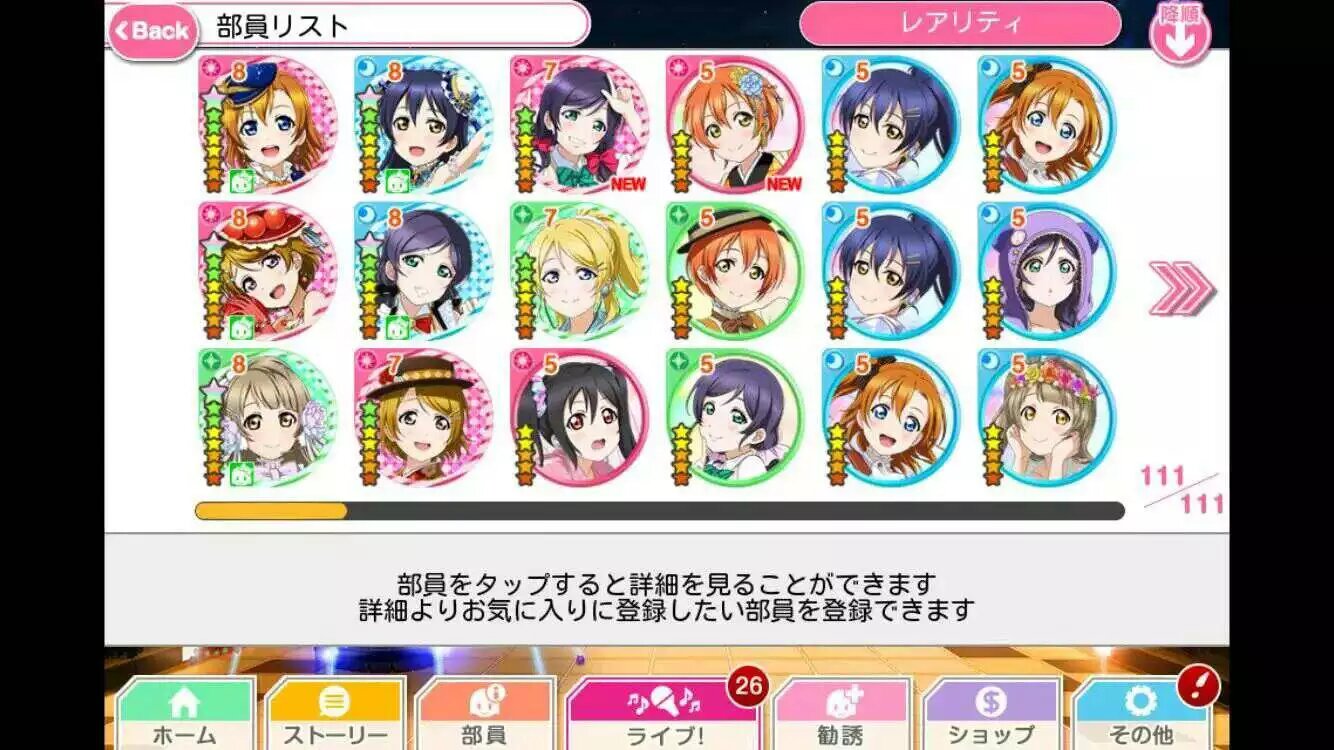 Back 部員リスト レアリティ 降順
8 8 7 5 5 5
NEW NEW
8 8 7 5 5 5
8 7 5 5 5 5
111/111
部員をタップすると詳細を見ることができます
詳細よりお気に入りに登録したい部員を登録できます
26
ホーム ストーリー 部員 ライブ! 勧誘 ショップ その他